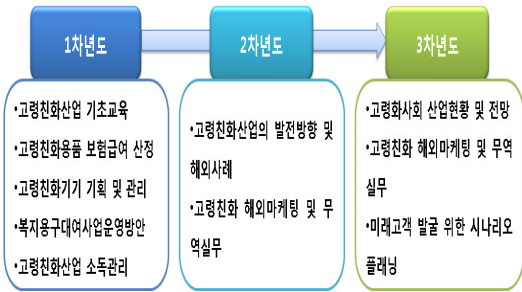 1차년도
2차년도
3차년도
•고령친화산업 기초교육
•고령친화용품 보험급여 산정
•고령친화기기 기획 및 관리
•복지용구대여사업운영방안
•고령친화산업 소독관리
•고령친화산업의 발전방향 및
해외사례
•고령친화 해외마케팅 및 무
역실무
•고령화사회 산업현황 및 전망
•고령친화 해외마케팅 및 무역
실무
•미래고객 발굴 위한 시나리오
플래닝